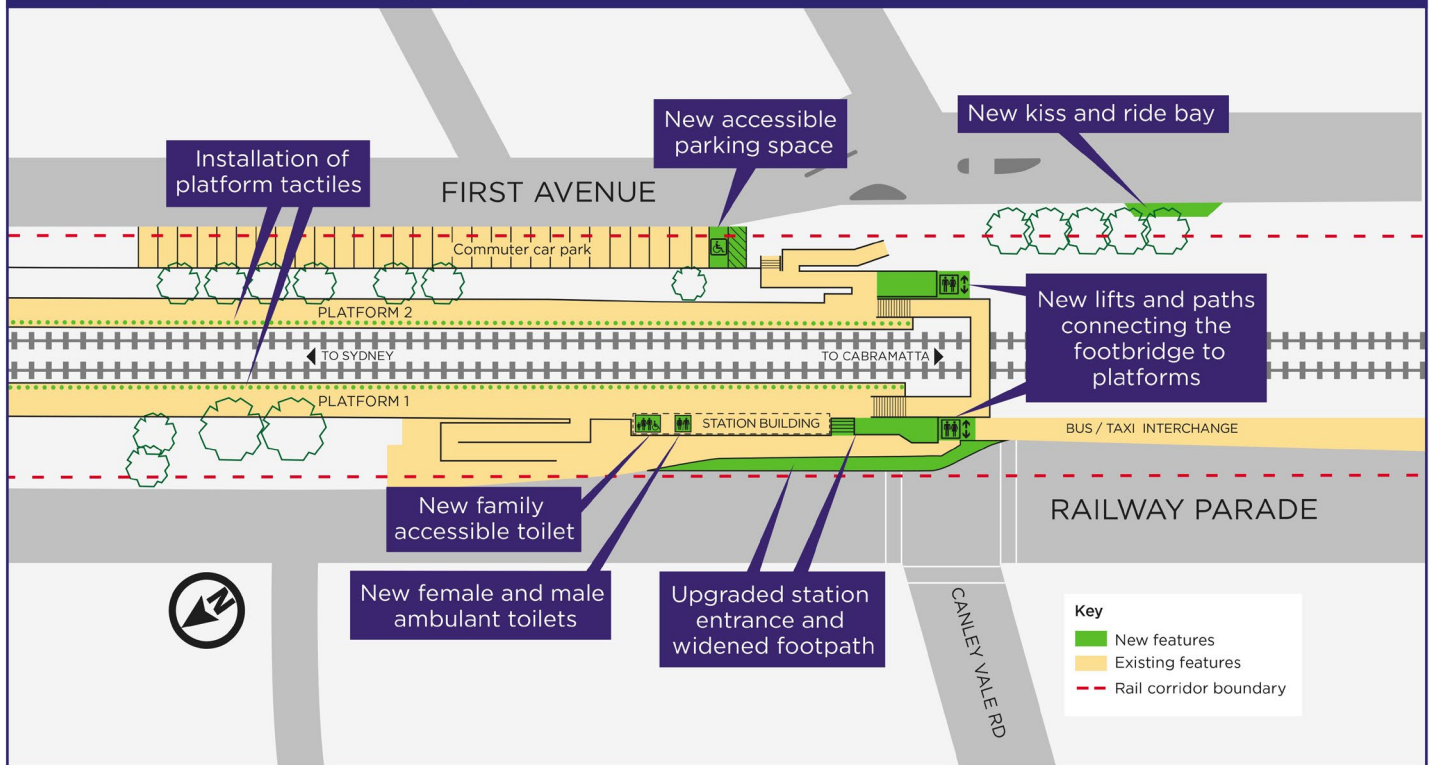 New accessible
parking space
New kiss and ride bay
Installation of
platform tactiles
FIRST AVENUE
Commuter car park
PLATFORM 2
TO SYDNEY
TO CABRAMATTA
New lifts and paths
connecting the
footbridge to
platforms
PLATFORM 1
STATION BUILDING
BUS / TAXI INTERCHANGE
New family
accessible toilet
RAILWAY PARADE
New female and male
ambulant toilets
Upgraded station
entrance and
widened footpath
N
CANLEY VALE RD
Key
New features
Existing features
Rail corridor boundary